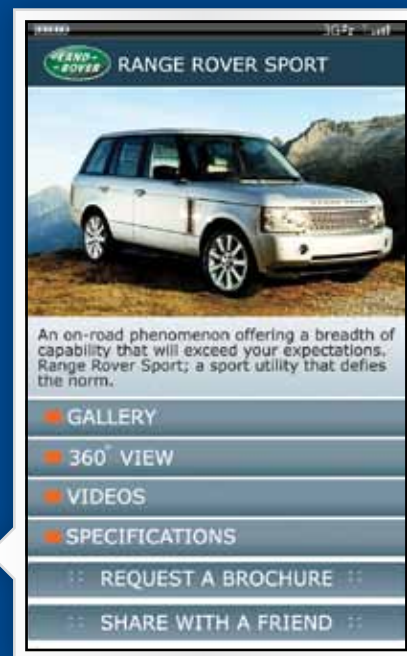 3G
LAND-
-ROVER
RANGE ROVER SPORT
An on-road phenomenon offering a breadth of
capability that will exceed your expectations.
Range Rover Sport; a sport utility that defies
the norm.
GALLERY
360° VIEW
VIDEOS
SPECIFICATIONS
:: REQUEST A BROCHURE ::
:: SHARE WITH A FRIEND ::